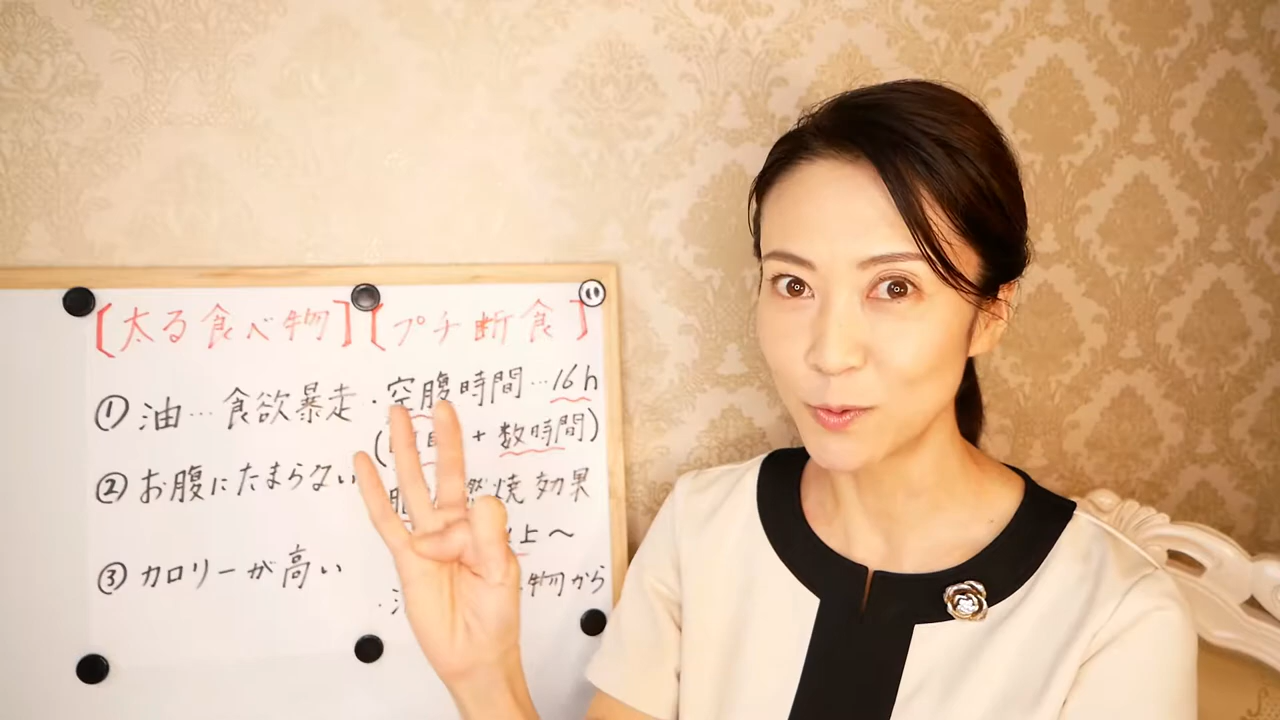 【太る食べ物】
①油…食欲暴走
②お腹にたまらない
③カロリーが高い
【プチ断食】
・空腹時間…16h
+数時間)
燃焼効果
上～
物から